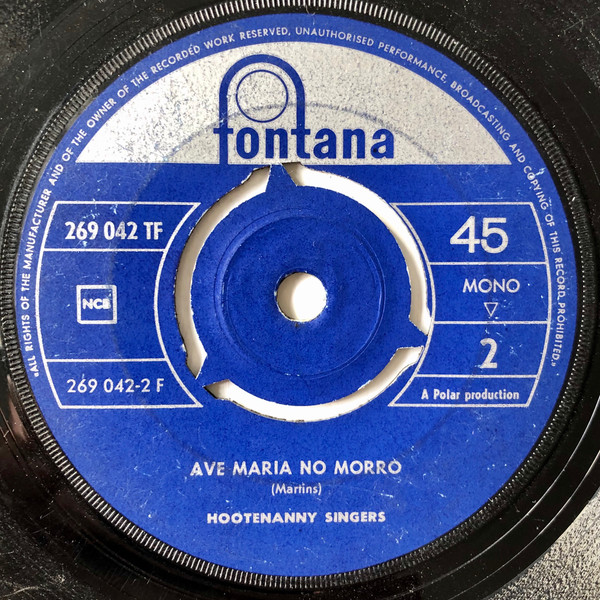 "ALL RIGHTS OF THE MANUFACTURER AND OF THE OWNER OF THE RECORDED WORK RESERVED, UNAUTHORISED PERFORMANCE, BROADCASTING AND COPYING OF THIS RECORD PROHIBITED."
fontana
269 042 TF
45
NCB
MONO
2
269 042-2 F
A Polar production
AVE MARIA NO MORRO
(Martins)
HOOTENANNY SINGERS